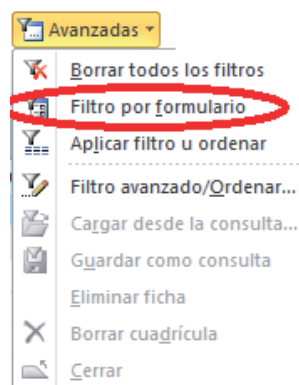 Avanzadas
Borrar todos los filtros
Filtro por formulario
Aplicar filtro u ordenar
Filtro avanzado/Ordenar...
Cargar desde la consulta...
Guardar como consulta
Eliminar ficha
Borrar cuadrícula
Cerrar